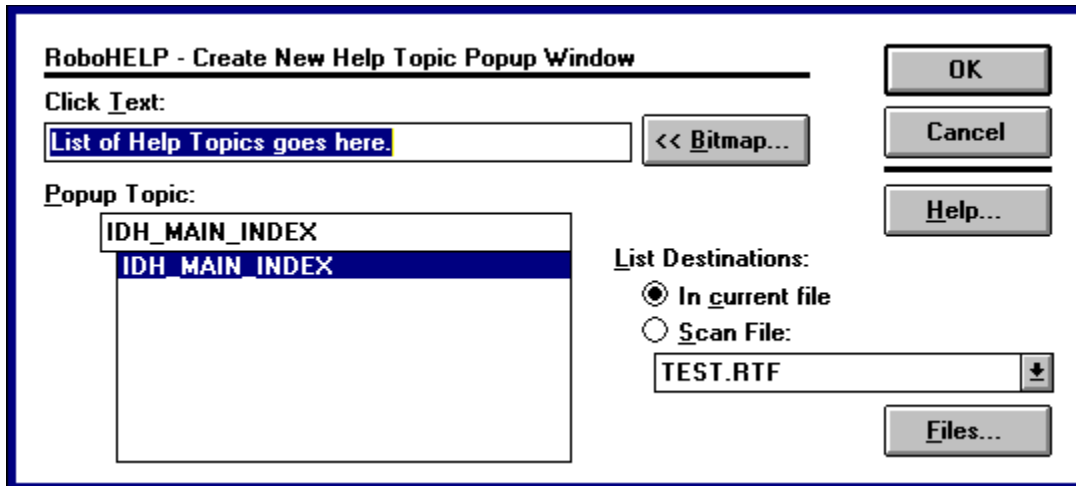 RoboHELP - Create New Help Topic Popup Window
OK
Click Text:
List of Help Topics goes here.
<< Bitmap...
Cancel
Popup Topic:
Help...
IDH_MAIN_INDEX
IDH_MAIN_INDEX
List Destinations:
In current file
Scan File:
TEST.RTF
Files...